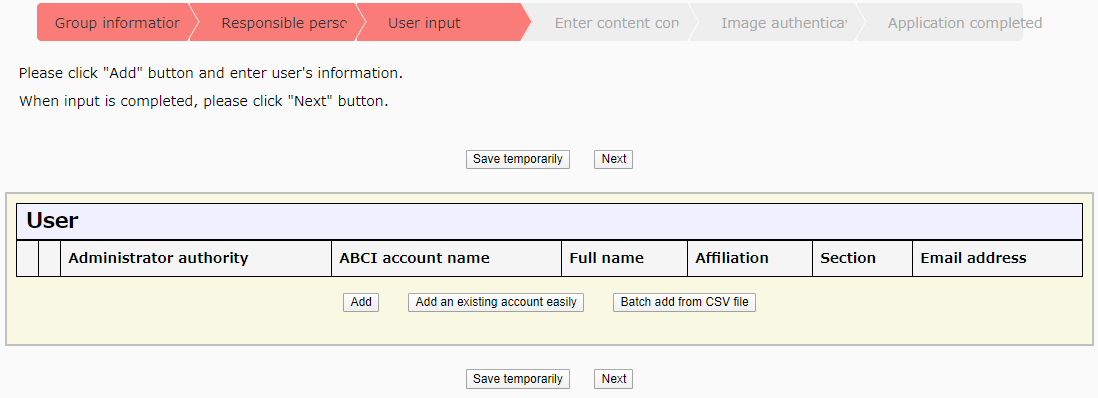 Group information Responsible perso User input Enter content con Image authentica Application completed
Please click "Add" button and enter user's information.
When input is completed, please click "Next" button.
Save temporarily Next
User
Administrator authority ABCI account name Full name Affiliation Section Email address
Add Add an existing account easily Batch add from CSV file
Save temporarily Next